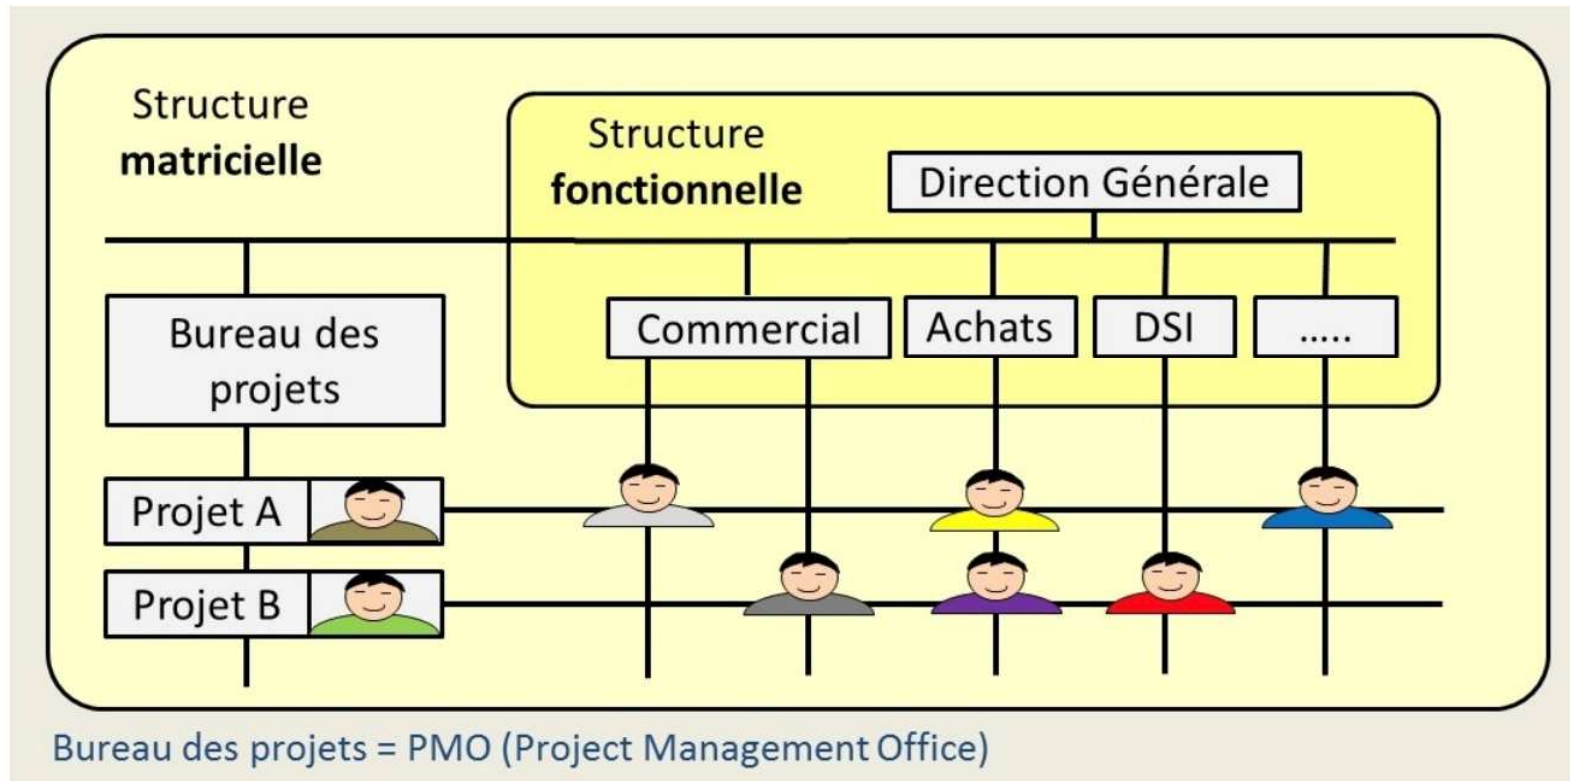 Structure
matricielle
Structure
fonctionnelle
Direction Générale
Bureau des
projets
Commercial
Achats
DSI
.....
Projet A
Projet B
Bureau des projets = PMO (Project Management Office)